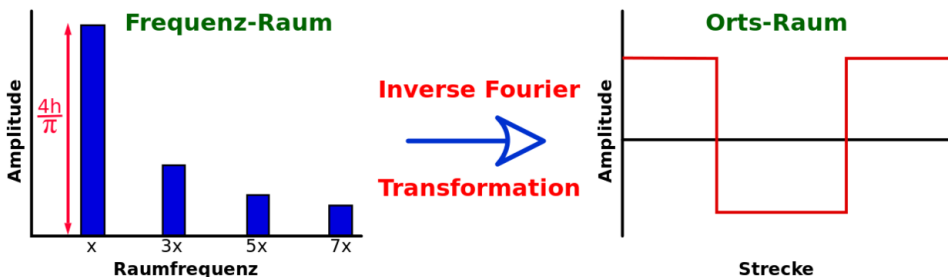 Frequenz-Raum
Amplitude
4h
π
x 3x 5x 7x
Raumfrequenz
Inverse Fourier
Transformation
Orts-Raum
Amplitude
Strecke